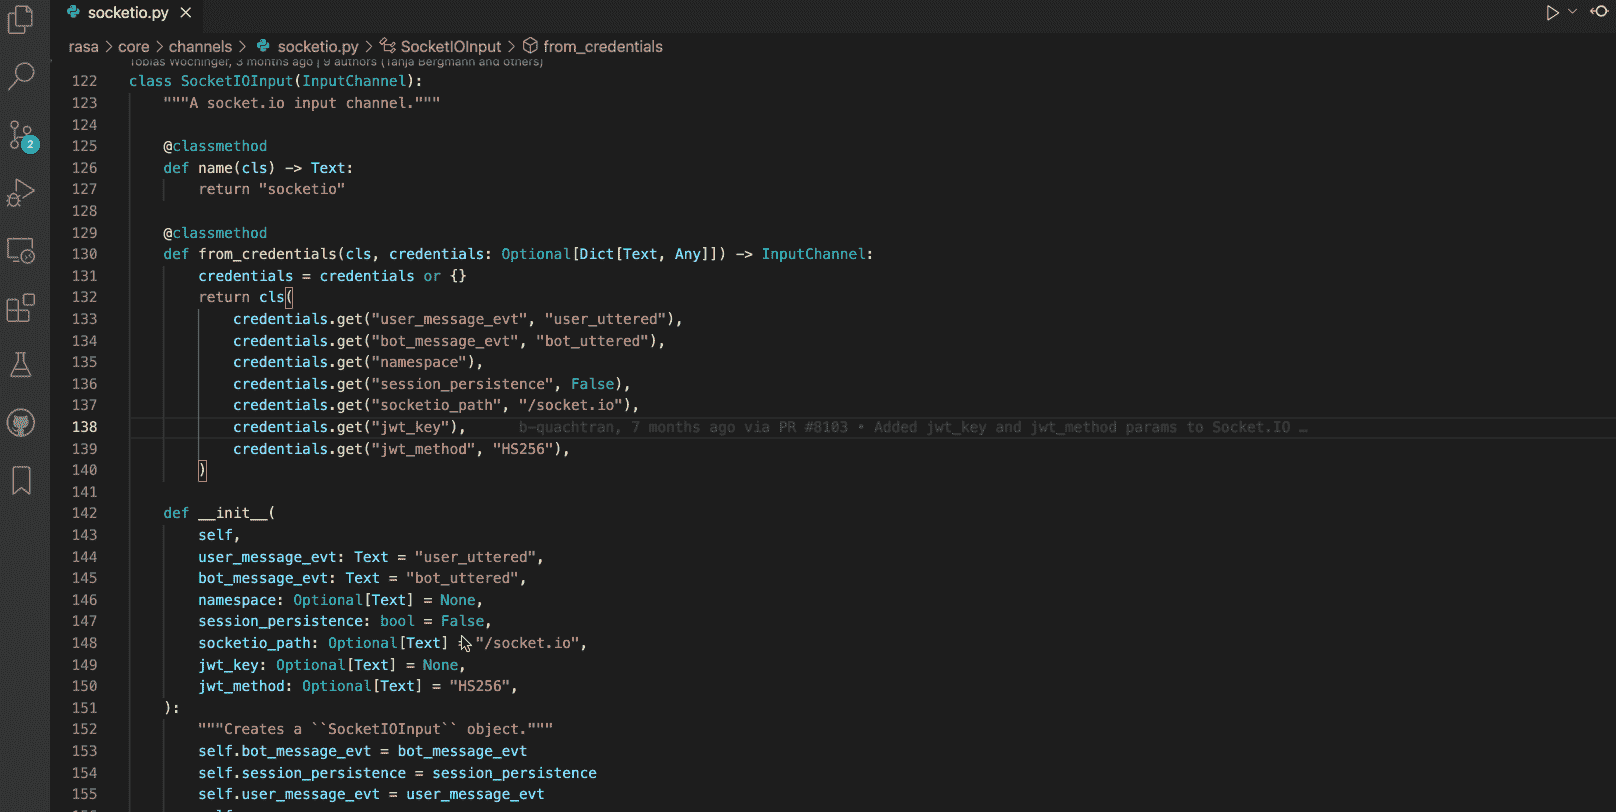 socketio.py
rasa > core > channels > socketio.py > SocketIOInput > from_credentials
Tobias Wochinger, 3 months ago | 9 authors (Tanja Bergmann and others)
122 class SocketIOInput(InputChannel):
123 """A socket.io input channel."""
124
125 @classmethod
126 def name(cls) -> Text:
127 return "socketio"
128
129 @classmethod
130 def from_credentials(cls, credentials: Optional[Dict[Text, Any]]) -> InputChannel:
131 credentials = credentials or {}
132 return cls(
133 credentials.get("user_message_evt", "user_uttered"),
134 credentials.get("bot_message_evt", "bot_uttered"),
135 credentials.get("namespace"),
136 credentials.get("session_persistence", False),
137 credentials.get("socketio_path", "/socket.io"),
138 credentials.get("jwt_key"), b-quachtran, 7 months ago via PR #8103 • Added jwt_key and jwt_method params to Socket.IO …
2
139 credentials.get("jwt_method", "HS256"),
140 )
141
142 def __init__(
143 self,
144 user_message_evt: Text = "user_uttered",
145 bot_message_evt: Text = "bot_uttered",
146 namespace: Optional[Text] = None,
147 session_persistence: bool = False,
148 socketio_path: Optional[Text] = "/socket.io",
149 jwt_key: Optional[Text] = None,
150 jwt_method: Optional[Text] = "HS256",
151 ):
152 """Creates a ``SocketIOInput`` object."""
153 self.bot_message_evt = bot_message_evt
154 self.session_persistence = session_persistence
155 self.user_message_evt = user_message_evt